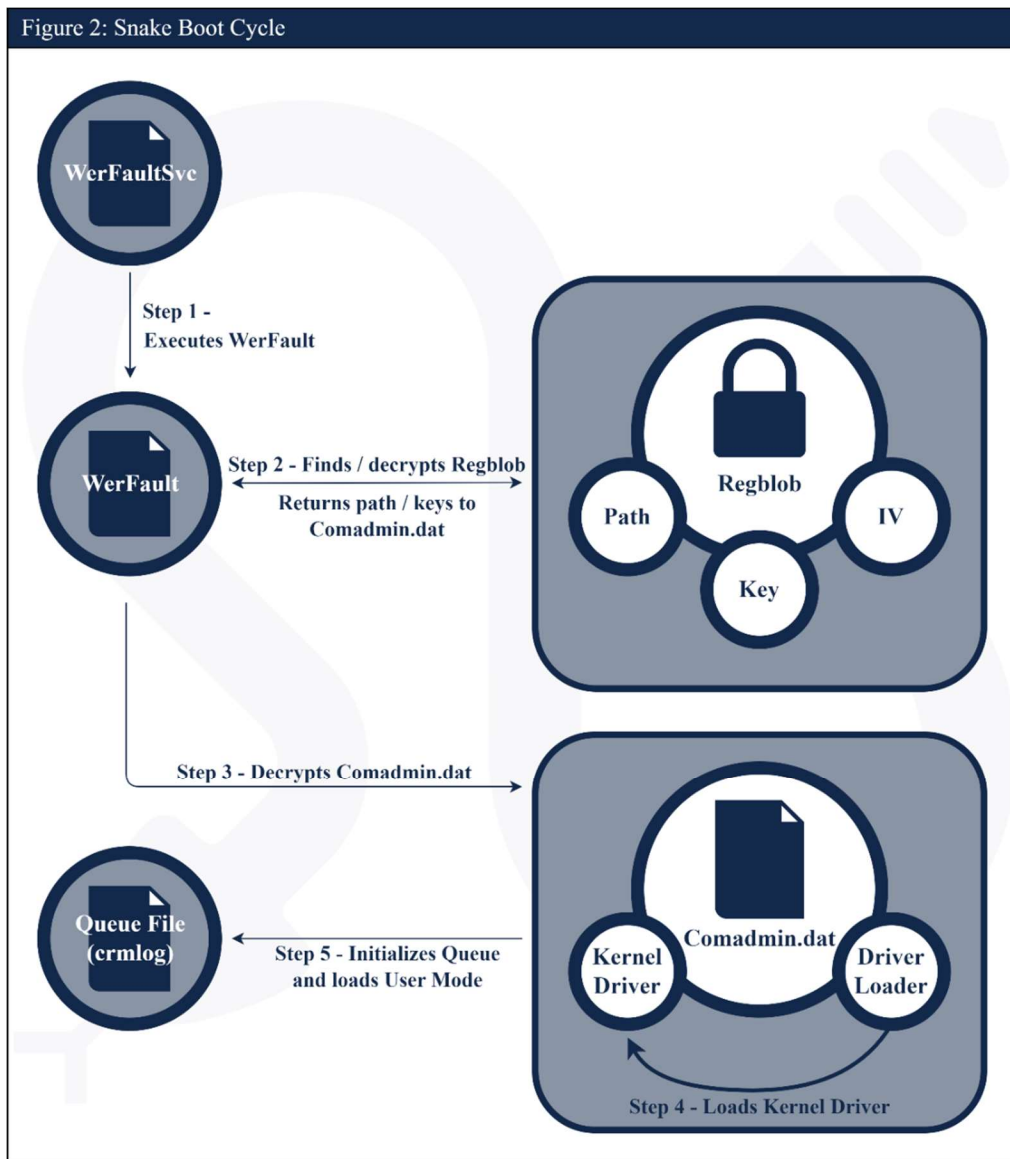 Figure 2: Snake Boot Cycle
WerFaultSvc
Step 1 -
Executes WerFault
WerFault
Step 2 - Finds / decrypts Regblob
Returns path / keys to
Comadmin.dat
Regblob
Path
IV
Key
Step 3 - Decrypts Comadmin.dat
Queue File
(crmlog)
Step 5 - Initializes Queue
and loads User Mode
Comadmin.dat
Kernel
Driver
Driver
Loader
Step 4 - Loads Kernel Driver